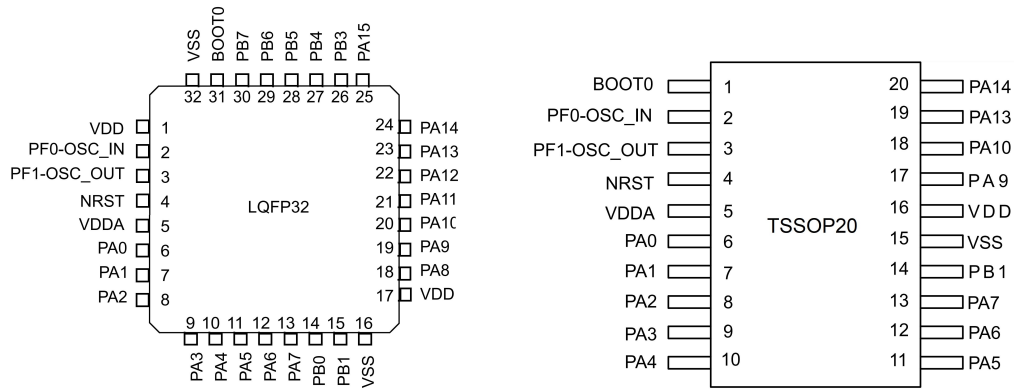 VSS
BOOT0
PB7
PB6
PB5
PB4
PB3
PA15
32 31 30 29 28 27 26 25
VDD 1
PF0-OSC_IN 2
PF1-OSC_OUT 3
NRST 4
VDDA 5
PA0 6
PA1 7
PA2 8
LQFP32
24 PA14
23 PA13
22 PA12
21 PA11
20 PA10
19 PA9
18 PA8
17 VDD
9 10 11 12 13 14 15 16
PA3
PA4
PA5
PA6
PA7
PB0
PB1
VSS
BOOT0 1
PF0-OSC_IN 2
PF1-OSC_OUT 3
NRST 4
VDDA 5
PA0 6
PA1 7
PA2 8
PA3 9
PA4 10
TSSOP20
20 PA14
19 PA13
18 PA10
17 PA9
16 VDD
15 VSS
14 PB1
13 PA7
12 PA6
11 PA5